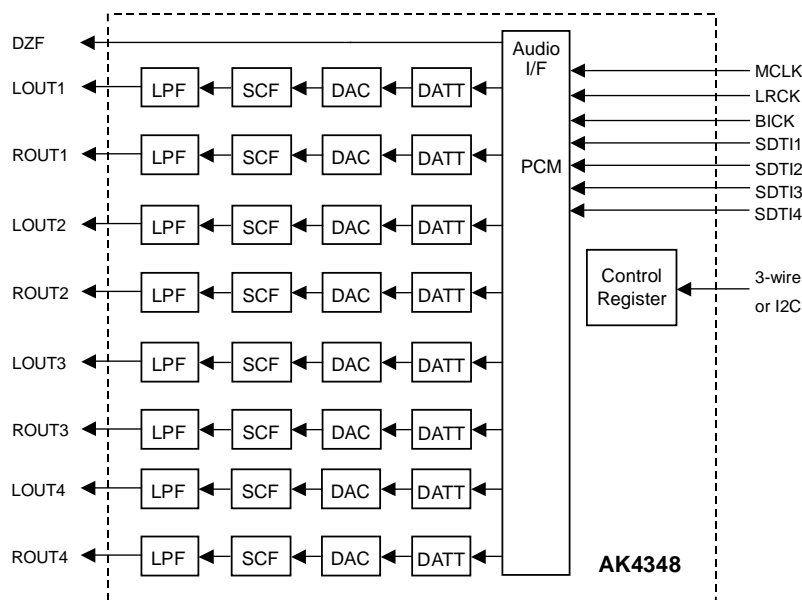 DZF
Audio
I/F
MCLK
LOUT1
LPF
SCF
DAC
DATT
LRCK
BICK
SDTI1
ROUT1
LPF
SCF
DAC
DATT
PCM
SDTI2
SDTI3
SDTI4
LOUT2
LPF
SCF
DAC
DATT
Control
Register
3-wire
or I2C
ROUT2
LPF
SCF
DAC
DATT
LOUT3
LPF
SCF
DAC
DATT
ROUT3
LPF
SCF
DAC
DATT
LOUT4
LPF
SCF
DAC
DATT
ROUT4
LPF
SCF
DAC
DATT
AK4348